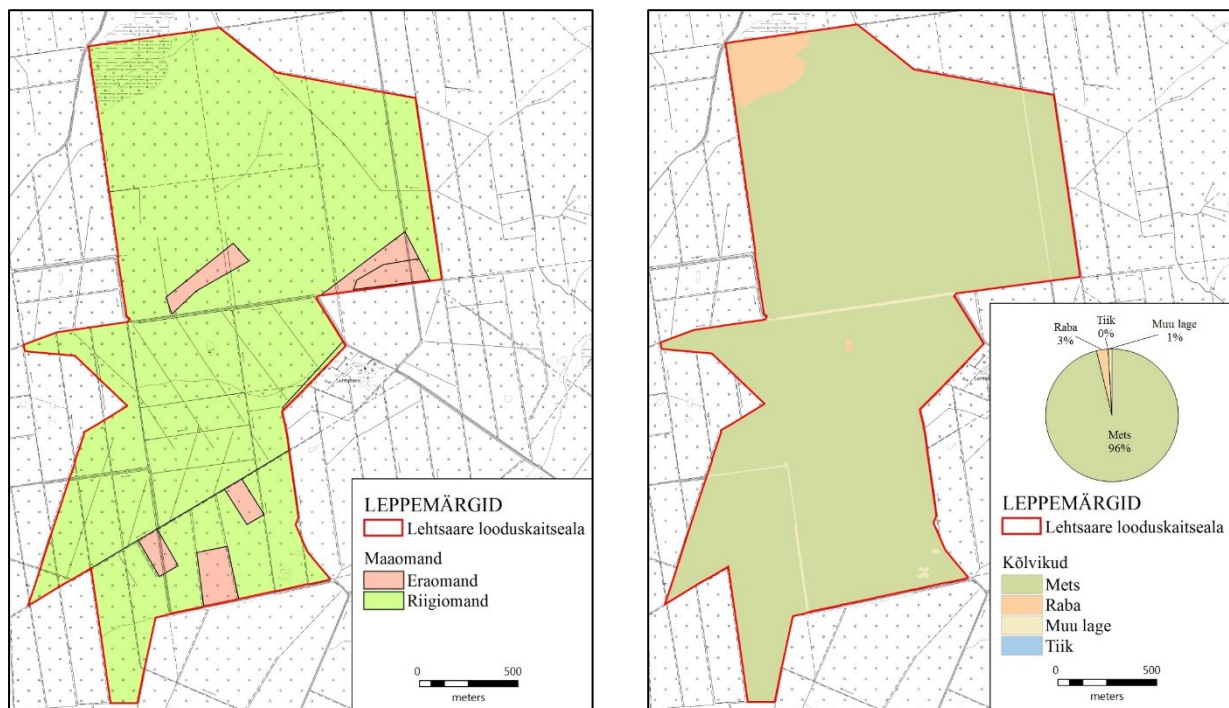 Lehtsaare
LEPPEMÄRGID
Lehtsaare looduskaitseala
Maaomand
Eraomand
Riigiomand
0 500
meters
Raba
3%
Tiik
0%
Muu lage
1%
Mets
96%
LEPPEMÄRGID
Lehtsaare looduskaitseala
Kõlvikud
Mets
Raba
Muu lage
Tiik
0 500
meters